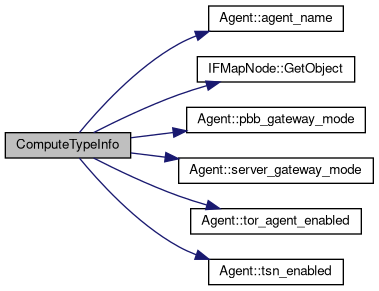 Agent::agent_name
IFMapNode::GetObject
Agent::pbb_gateway_mode
ComputeTypeInfo
Agent::server_gateway_mode
Agent::tor_agent_enabled
Agent::tsn_enabled